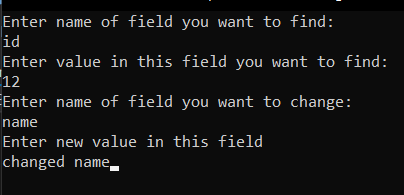 Enter name of field you want to find:
id
Enter value in this field you want to find:
12
Enter name of field you want to change:
name
Enter new value in this field
changed name